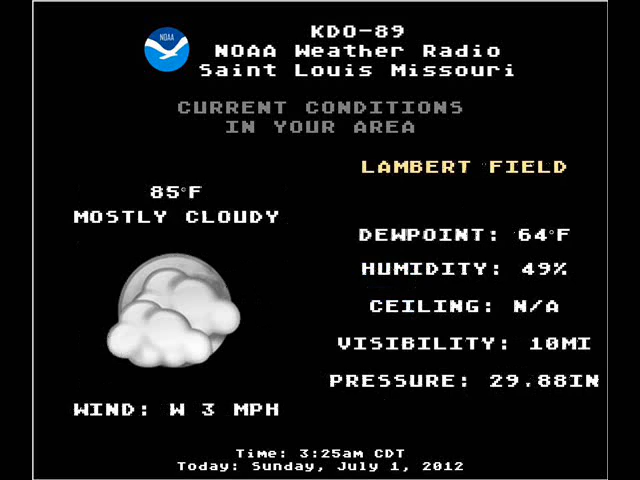 NOAA
KDO-89
NOAA Weather Radio
Saint Louis Missouri
CURRENT CONDITIONS
IN YOUR AREA
LAMBERT FIELD
85°F
MOSTLY CLOUDY
DEWPOINT: 64°F
HUMIDITY: 49%
CEILING: N/A
VISIBILITY: 10MI
PRESSURE: 29.88IN
WIND: W 3 MPH
Time: 3:25am CDT
Today: Sunday, July 1, 2012